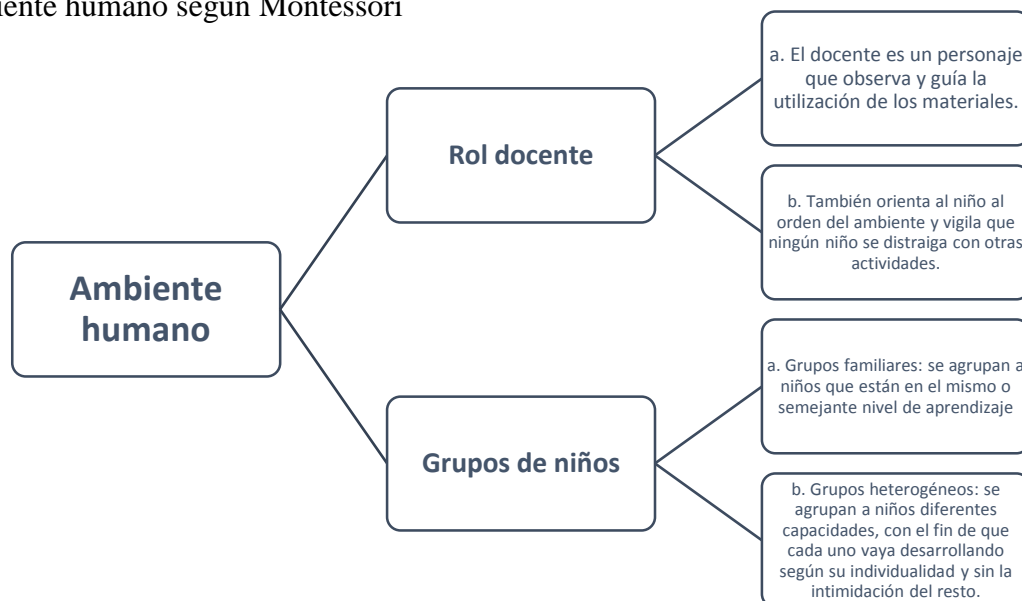 iente humano según Montessori
Ambiente
humano
Rol docente
a. El docente es un personaje
que observa y guía la
utilización de los materiales.
b. También orienta al niño al
orden del ambiente y vigila que
ningún niño se distraiga con otras
actividades.
Grupos de niños
a. Grupos familiares: se agrupan a
niños que están en el mismo o
semejante nivel de aprendizaje
b. Grupos heterogéneos: se
agrupan a niños diferentes
capacidades, con el fin de que
cada uno vaya desarrollando
según su individualidad y sin la
intimidación del resto.